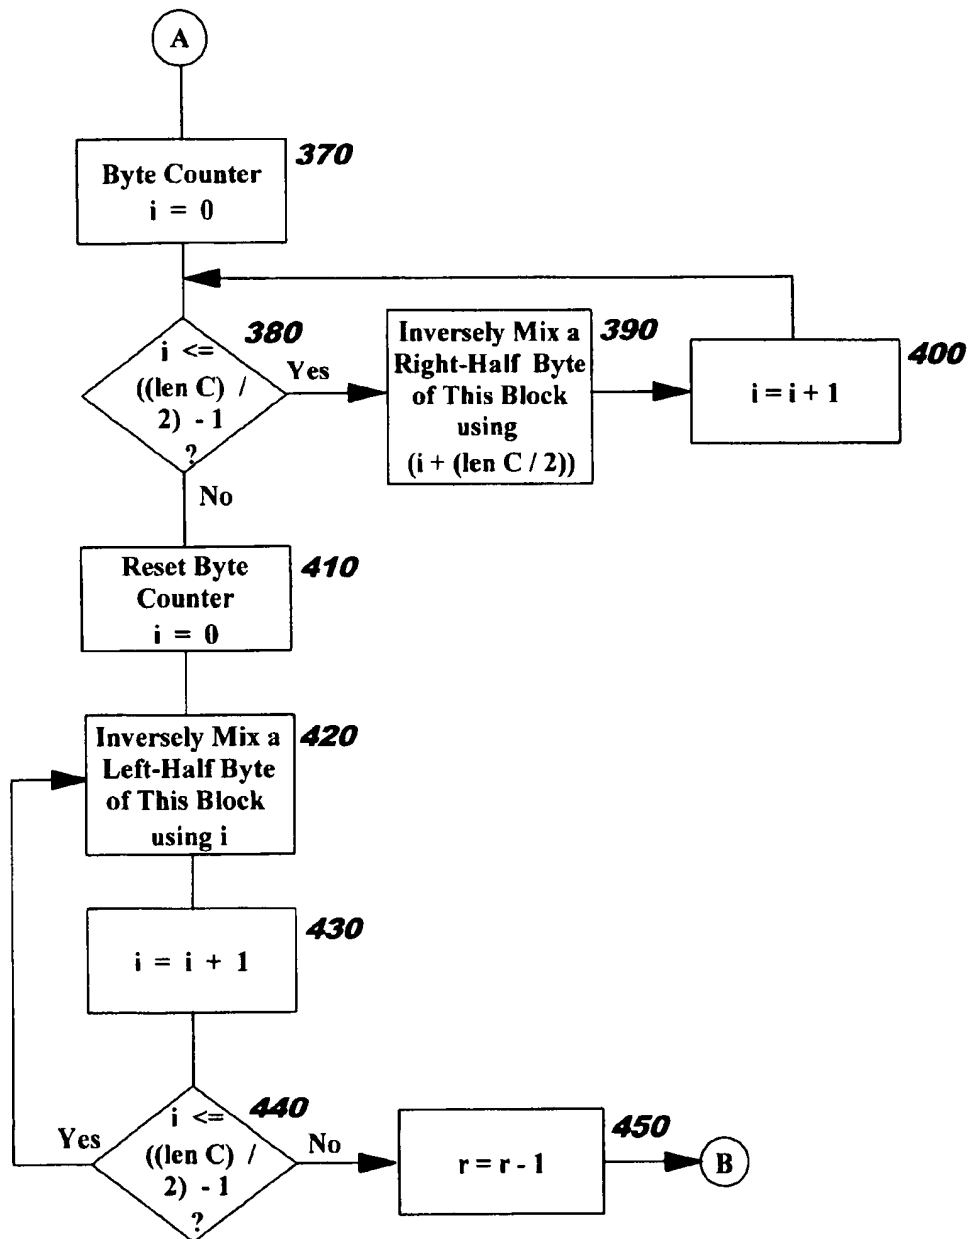 A
Byte Counter
i = 0
370
i <=
((len C) /
2) - 1
?
380
Yes
No
Inversely Mix a
Right-Half Byte
of This Block
using
(i + (len C / 2))
390
i = i + 1
400
Reset Byte
Counter
i = 0
410
Inversely Mix a
Left-Half Byte
of This Block
using i
420
i = i + 1
430
i <=
((len C) /
2) - 1
?
440
Yes
No
r = r - 1
450
B